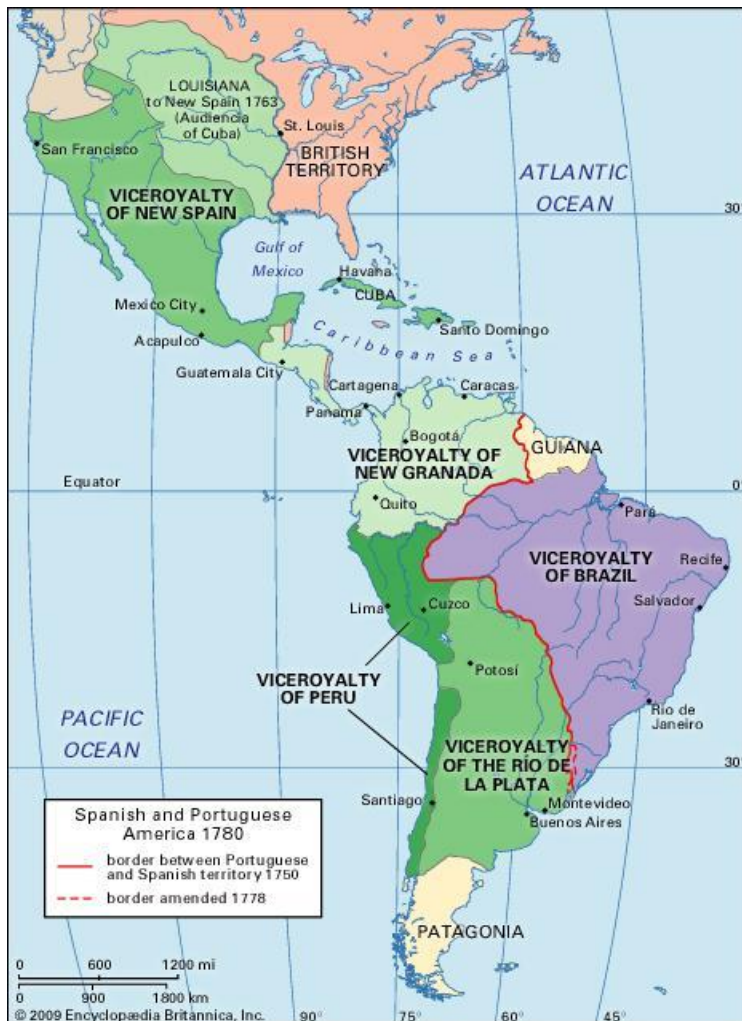 LOUISIANA
to New Spain 1763
(Audiencia
of Cuba)
St. Louis
San Francisco
BRITISH
TERRITORY
VICEROYALTY
OF NEW SPAIN
ATLANTIC
OCEAN
30°
Gulf of
Mexico
Havana
CUBA
Mexico City
Acapulco
Santo Domingo
Caribbean Sea
Guatemala City
Cartagena
Caracas
Panama
Bogotá
GUIANA
VICEROYALTY OF
NEW GRANADA
Equator
0°
Quito
Pará
VICEROYALTY
OF BRAZIL
Recife
Lima
Cuzco
Salvador
Potosí
VICEROYALTY
OF PERU
PACIFIC
OCEAN
Rio de
Janeiro
VICEROYALTY
OF THE RÍO DE
LA PLATA
30°
Santiago
Montevideo
Buenos Aires
Spanish and Portuguese
America 1780
border between Portuguese
and Spanish territory 1750
border amended 1778
PATAGONIA
0 600 1200 mi
0 900 1800 km
© 2009 Encyclopædia Britannica, Inc.
90° 75° 60° 45°